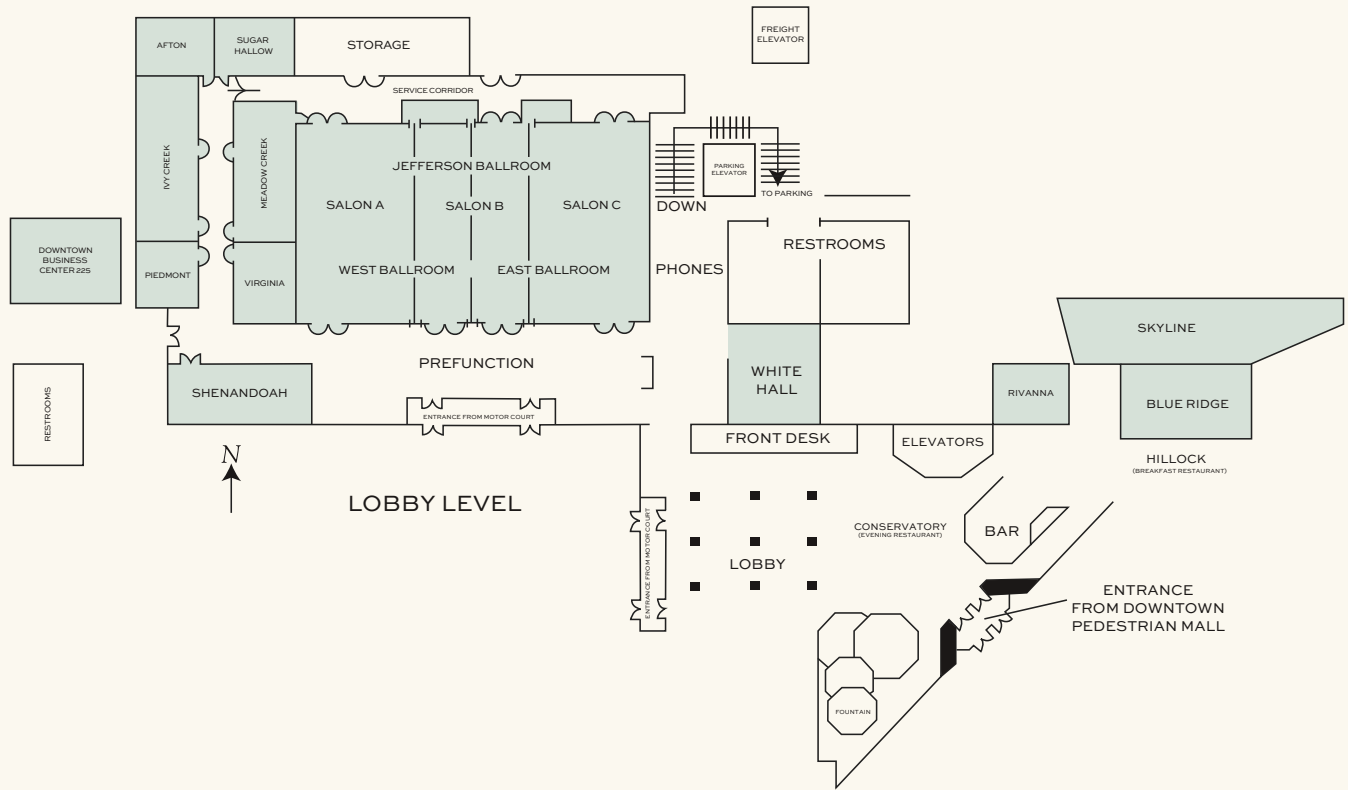 FREIGHT
ELEVATOR
AFTON
SUGAR
HALLOW
STORAGE
SERVICE CORRIDOR
IVY CREEK
MEADOW CREEK
JEFFERSON BALLROOM
PARKING
ELEVATOR
TO PARKING
SALON A
SALON B
SALON C
DOWN
RESTROOMS
DOWNTOWN
BUSINESS
CENTER 225
PIEDMONT
VIRGINIA
WEST BALLROOM
EAST BALLROOM
PHONES
SKYLINE
PREFUNCTION
WHITE
HALL
SHENANDOAH
RIVANNA
BLUE RIDGE
RESTROOMS
ENTRANCE FROM MOTOR COURT
FRONT DESK
ELEVATORS
HILLOCK
(BREAKFAST RESTAURANT)
N
LOBBY LEVEL
ENTRANCE FROM MOTOR COURT
CONSERVATORY
(EVENING RESTAURANT)
BAR
LOBBY
ENTRANCE
FROM DOWNTOWN
PEDESTRIAN MALL
FOUNTAIN